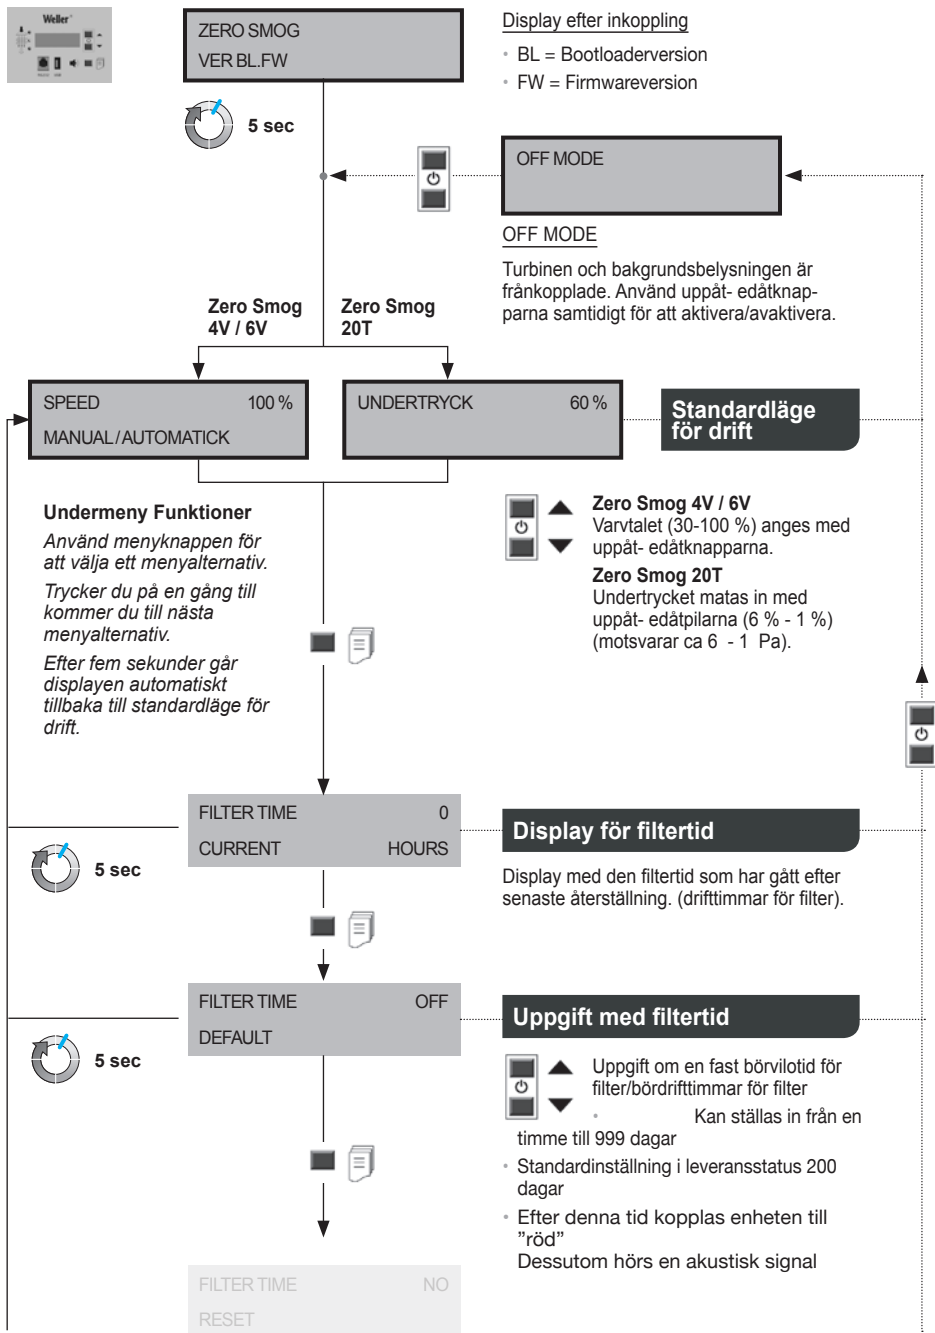 Weller
ZERO SMOG
VER BL.FW
Display efter inkoppling
• BL = Bootloaderversion
• FW = Firmwareversion
5 sec
OFF MODE
OFF MODE
Turbinen och bakgrundsbelysningen är
frånkopplade. Använd uppåt- edåtknap-
parna samtidigt för att aktivera/avaktivera.
Zero Smog
4V / 6V
Zero Smog
20T
SPEED 100 %
MANUAL / AUTOMATICK
UNDERTRYCK 60 %
Standardläge
för drift
Undermeny Funktioner
Använd menyknappen för
att välja ett menyalternativ.
Trycker du på en gång till
kommer du till nästa
menyalternativ.
Efter fem sekunder går
displayen automatiskt
tillbaka till standardläge för
drift.
Zero Smog 4V / 6V
Varvtalet (30-100 %) anges med
uppåt- edåtknapparna.
Zero Smog 20T
Undertrycket matas in med
uppåt- edåtpilarna (6 % - 1 %)
(motsvarar ca 6 - 1 Pa).
FILTER TIME 0
CURRENT HOURS
5 sec
Display för filtertid
Display med den filtertid som har gått efter
senaste återställning. (drifttimmar för filter).
FILTER TIME OFF
DEFAULT
5 sec
Uppgift med filtertid
Uppgift om en fast börvilotid för
filter/bördrifttimmar för filter
• Kan ställas in från en
timme till 999 dagar
• Standardinställning i leveransstatus 200
dagar
• Efter denna tid kopplas enheten till
”röd”
Dessutom hörs en akustisk signal
FILTER TIME NO
RESET